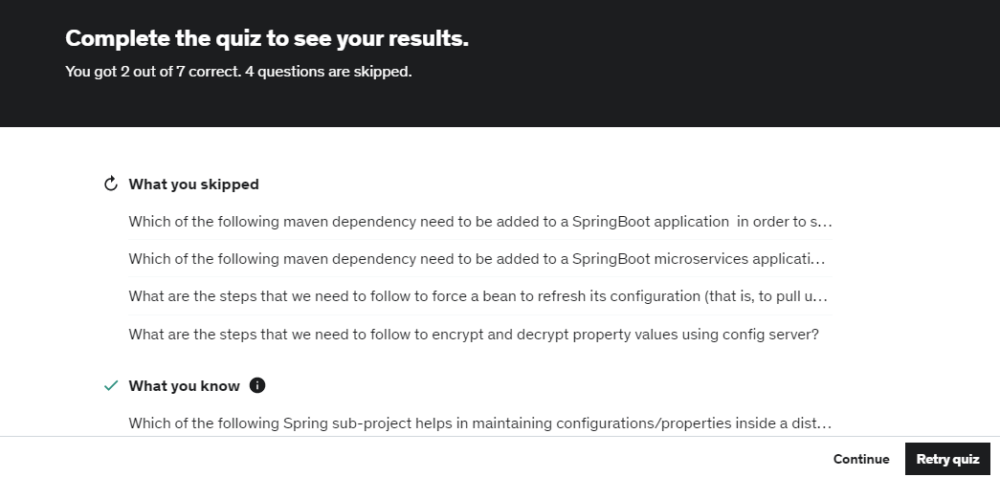 Complete the quiz to see your results.
You got 2 out of 7 correct. 4 questions are skipped.
What you skipped
Which of the following maven dependency need to be added to a SpringBoot application  in order to s...
Which of the following maven dependency need to be added to a SpringBoot microservices applicati...
What are the steps that we need to follow to force a bean to refresh its configuration (that is, to pull u...
What are the steps that we need to follow to encrypt and decrypt property values using config server?
What you know
Which of the following Spring sub-project helps in maintaining configurations/properties inside a dist...
Continue
Retry quiz